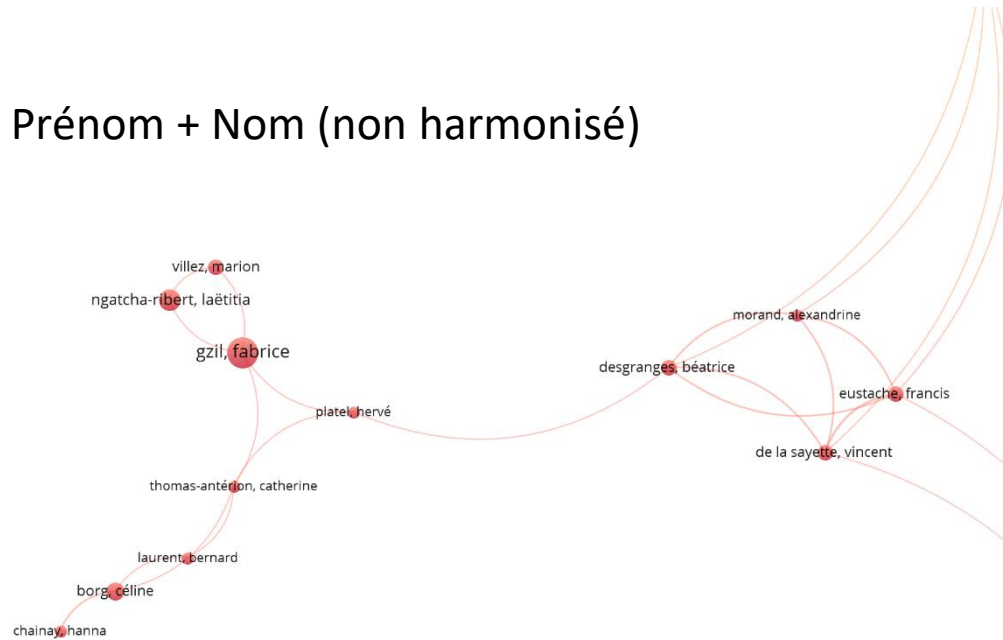 Prénom + Nom (non harmonisé)
villez, marion
ngatcha-ribert, laëtitia
gzil, fabrice
platel, hervé
thomas-antérion, catherine
laurent, bernard
borg, céline
chainay, hanna
morand, alexandrine
desgranges, béatrice
eustache, francis
de la sayette, vincent